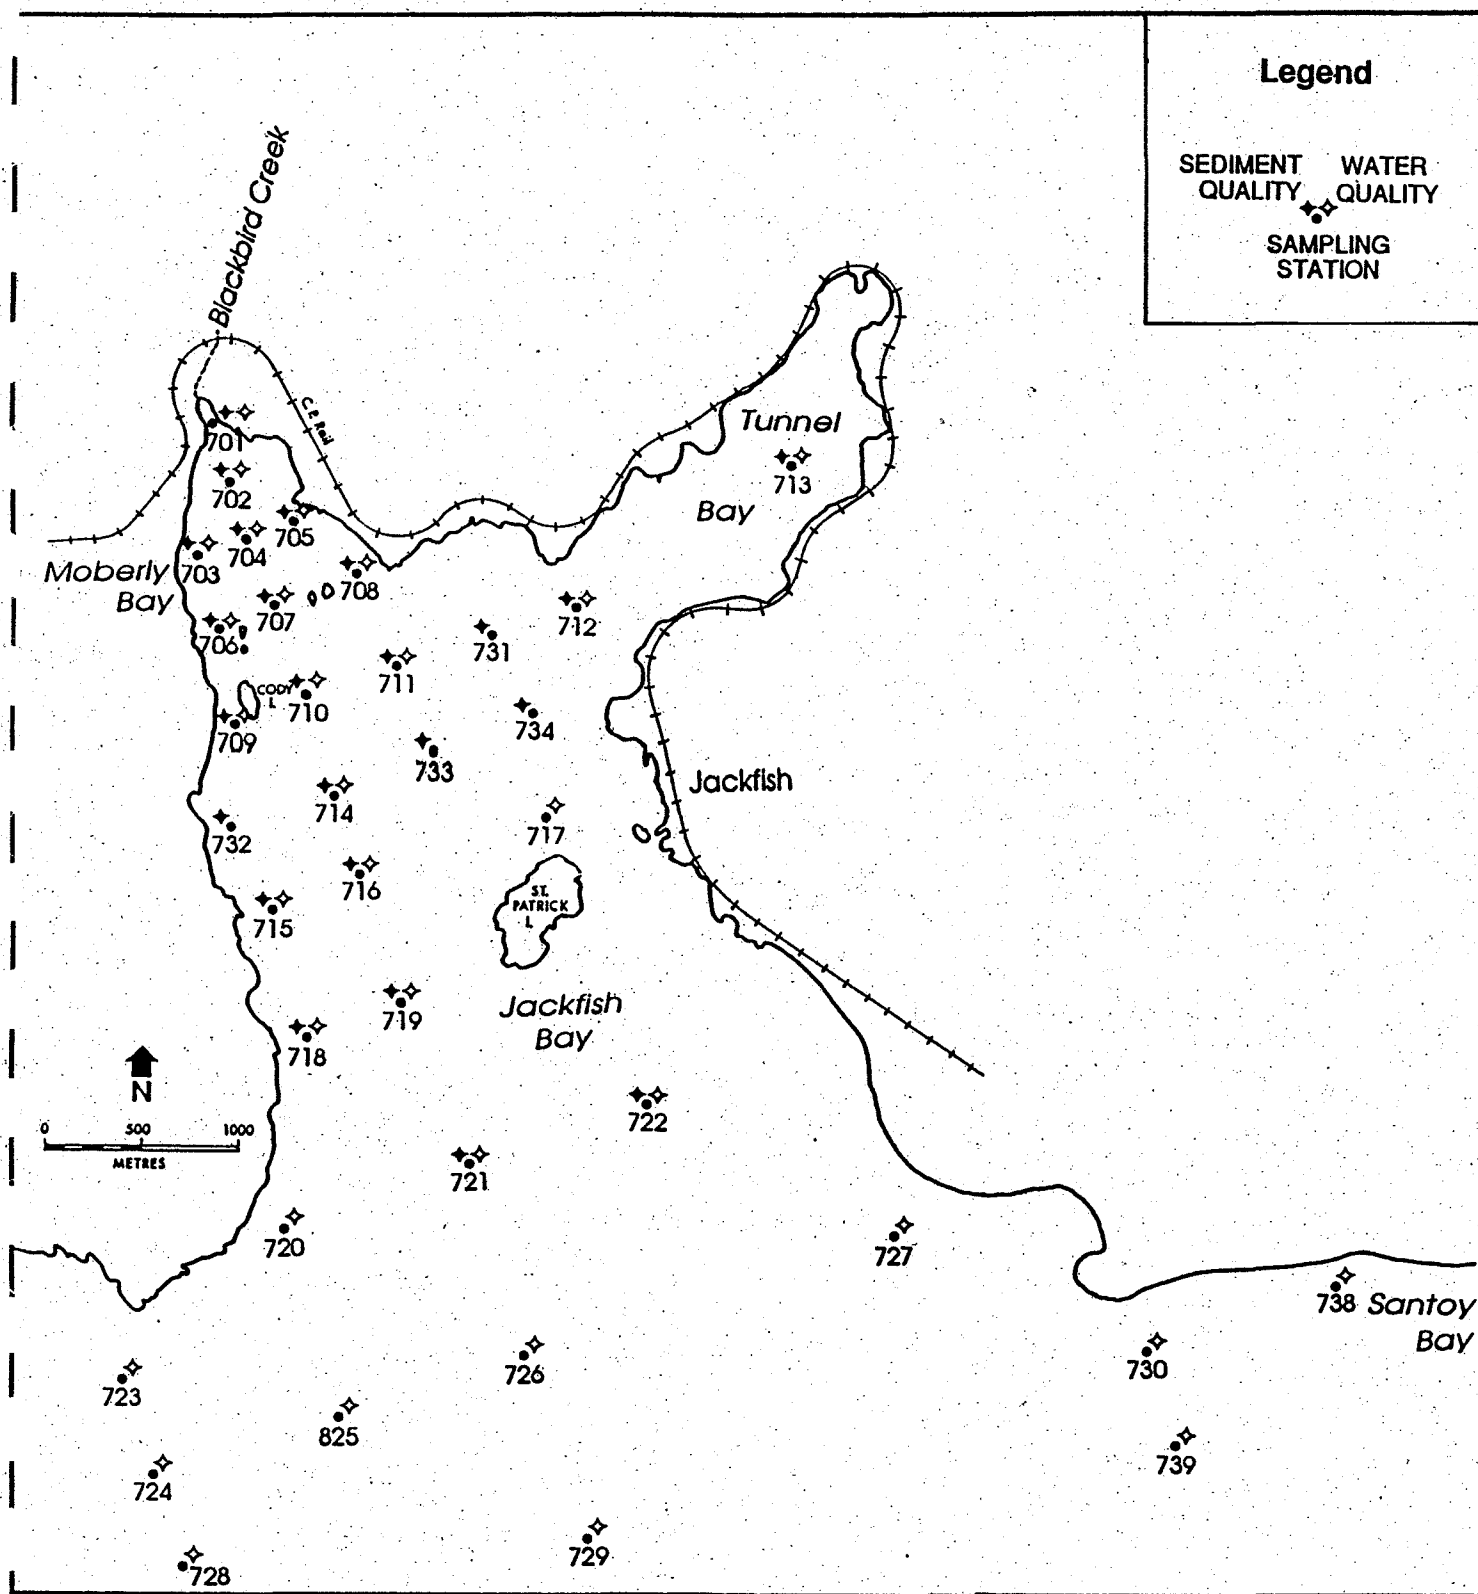 Legend
SEDIMENT WATER
QUALITY QUALITY
SAMPLING
STATION
Blackbird Creek
C.P. Rail
701
702
705
704
703
Moberly
Bay
708
707
706
Tunnel
713
Bay
712
731
711
CODY
I.
710
709
734
733
Jackfish
714
717
732
716
ST.
PATRICK
I.
715
Jackfish
Bay
719
718
N
0 500 1000
METRES
722
721
720
727
738 Santoy
Bay
730
726
723
825
739
724
729
728